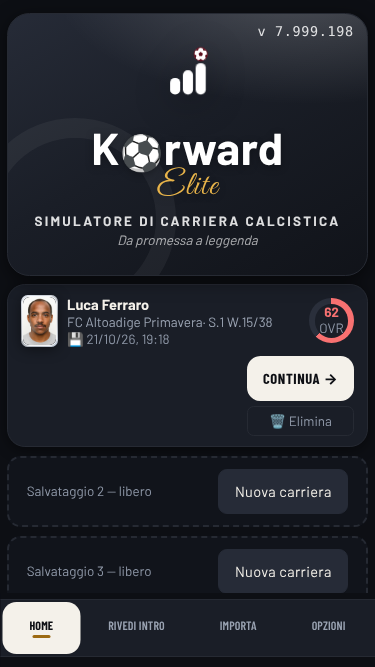 v 7.999.198
K⚽rward
Elite
SIMULATORE DI CARRIERA CALCISTICA
Da promessa a leggenda
Luca Ferraro
FC Altoadige Primavera· S.1 W.15/38
💾 21/10/26, 19:18
62
OVR
CONTINUA →
🗑️ Elimina
Salvataggio 2 — libero
Nuova carriera
Salvataggio 3 — libero
Nuova carriera
HOME
RIVEDI INTRO
IMPORTA
OPZIONI